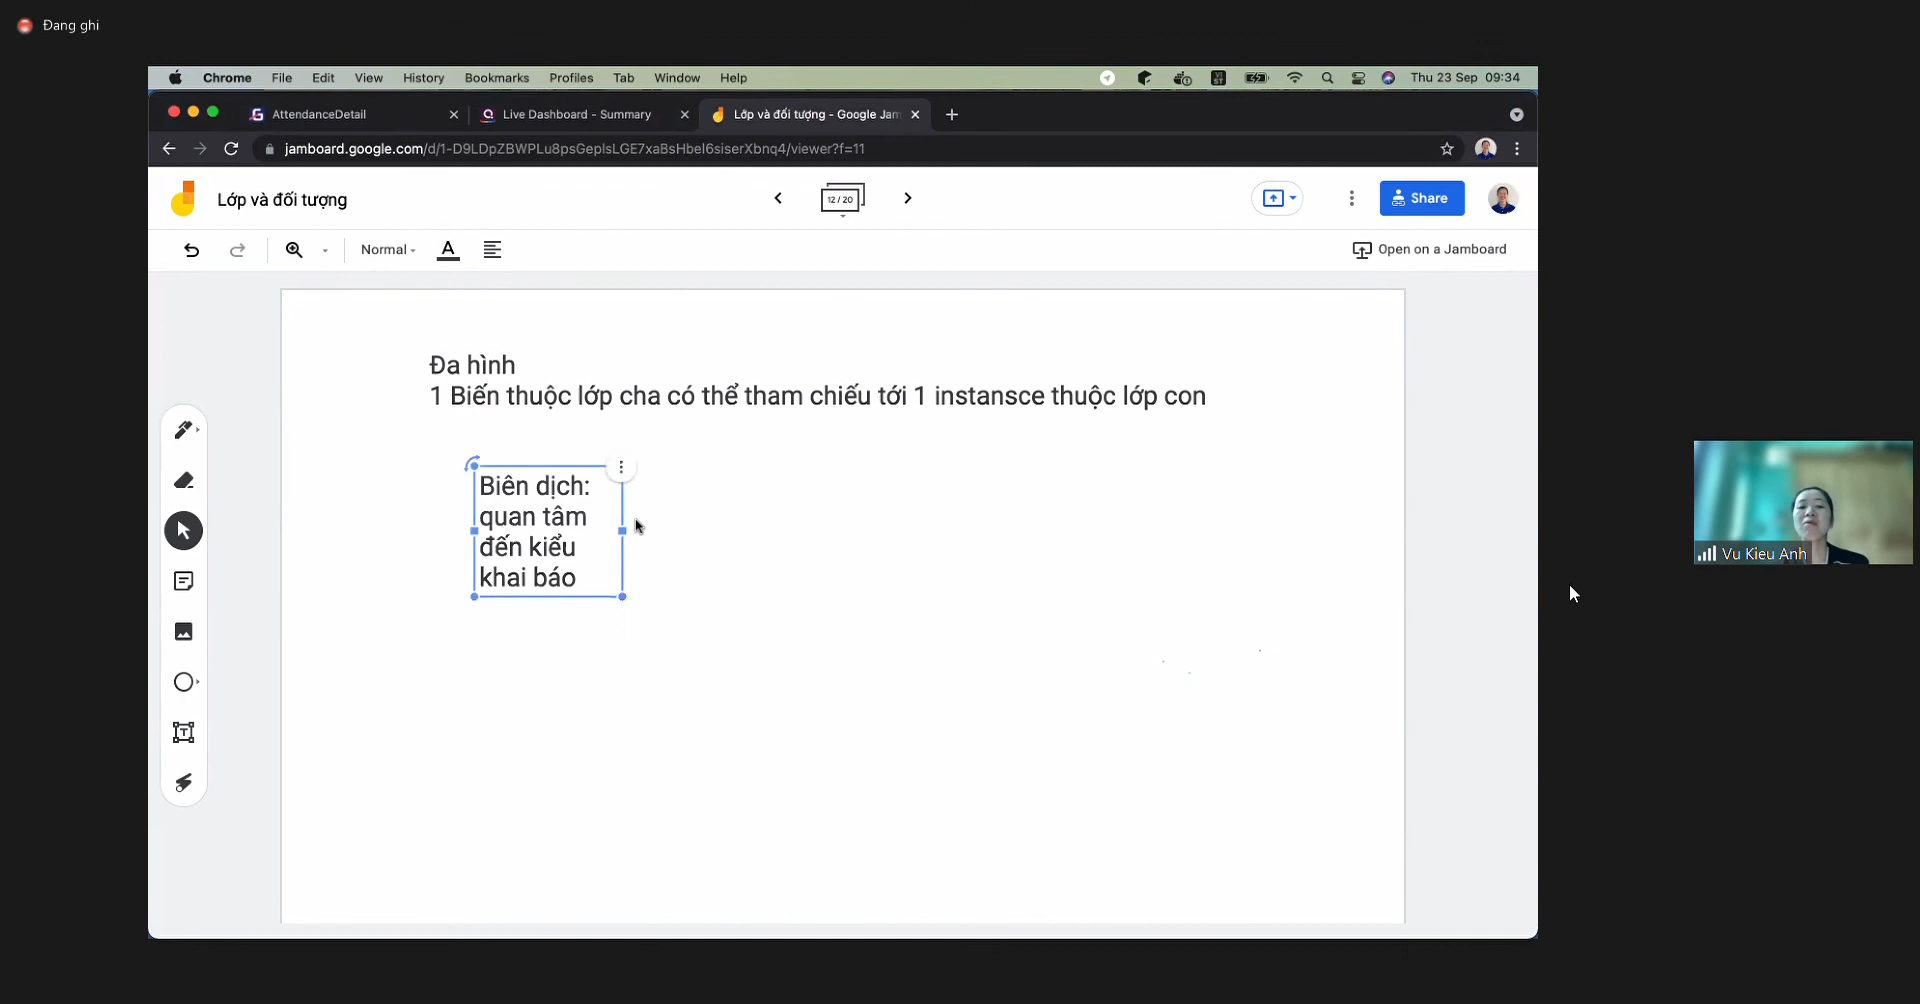 Đang ghi
Chrome File Edit View History Bookmarks Profiles Tab Window Help
Thu 23 Sep 09:34
AttendanceDetail
Live Dashboard - Summary
Lớp và đối tượng - Google Jam
jamboard.google.com/d/1-D9LDpZBWPLu8psGeplsLGE7xaBsHbeI6siserXbnq4/viewer?f=11
Lớp và đối tượng
12 / 20
Share
Normal
Open on a Jamboard
Đa hình
1 Biến thuộc lớp cha có thể tham chiếu tới 1 instansce thuộc lớp con
Biên dịch:
quan tâm
đến kiểu
khai báo
Vu Kieu Anh